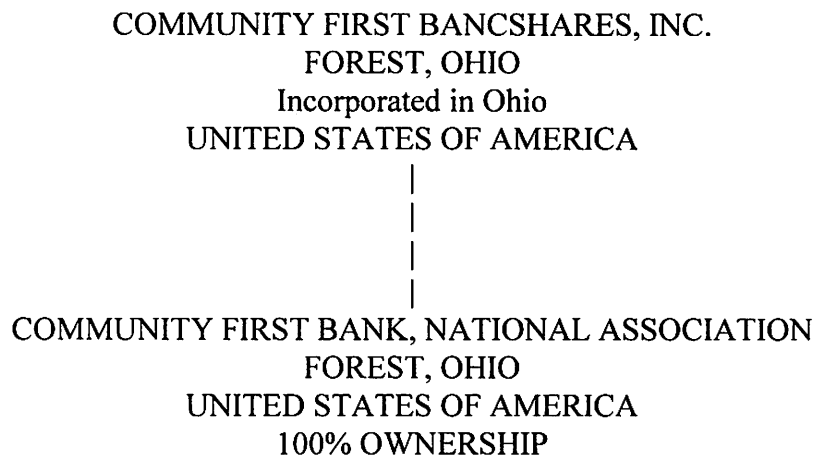 COMMUNITY FIRST BANCSHARES, INC.
FOREST, OHIO
Incorporated in Ohio
UNITED STATES OF AMERICA
|
|
|
|
COMMUNITY FIRST BANK, NATIONAL ASSOCIATION
FOREST, OHIO
UNITED STATES OF AMERICA
100% OWNERSHIP